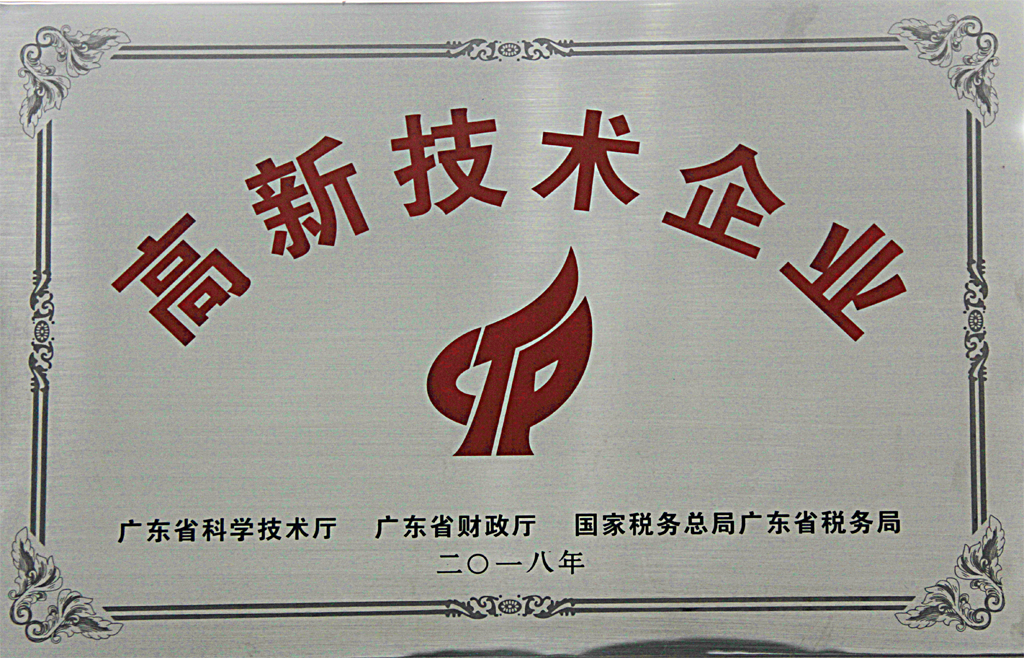 高新技术企业
广东省科学技术厅 广东省财政厅 国家税务总局广东省税务局
二〇一八年